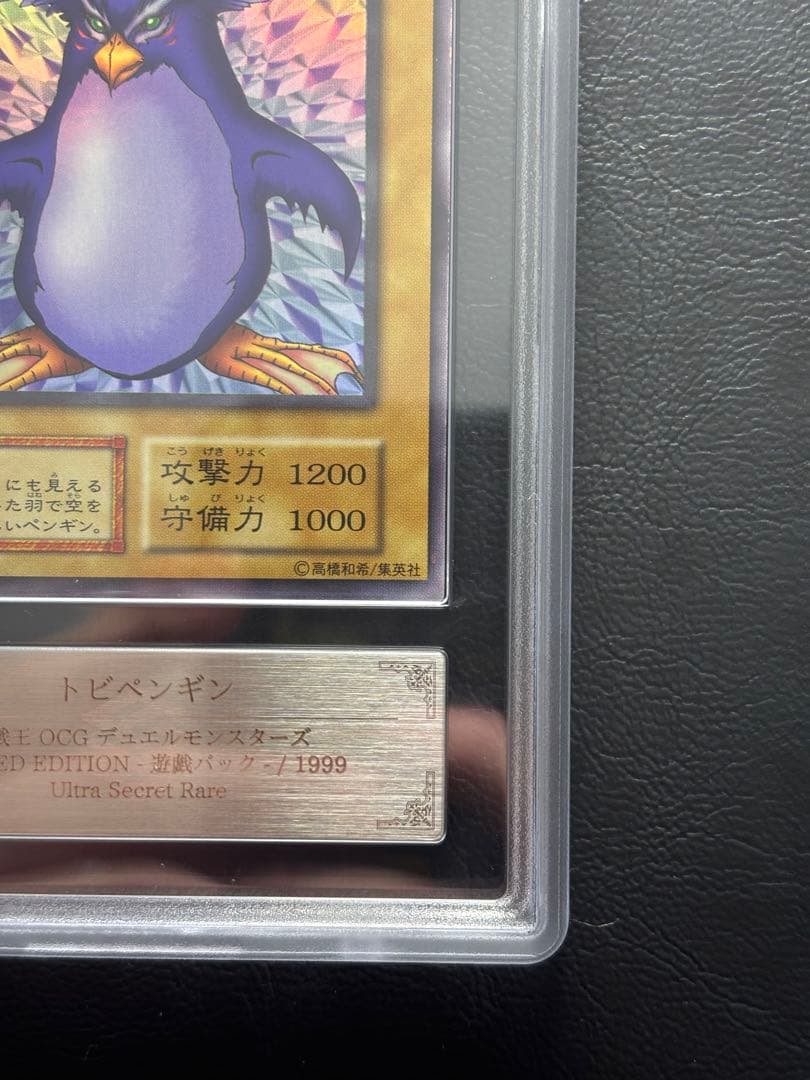 にも見える
た羽で空を
いペンギン。
攻撃力 1200
守備力 1000
©高橋和希/集英社
トビペンギン
戯王 OCG デュエルモンスターズ
ED EDITION - 遊戯パック - / 1999
Ultra Secret Rare